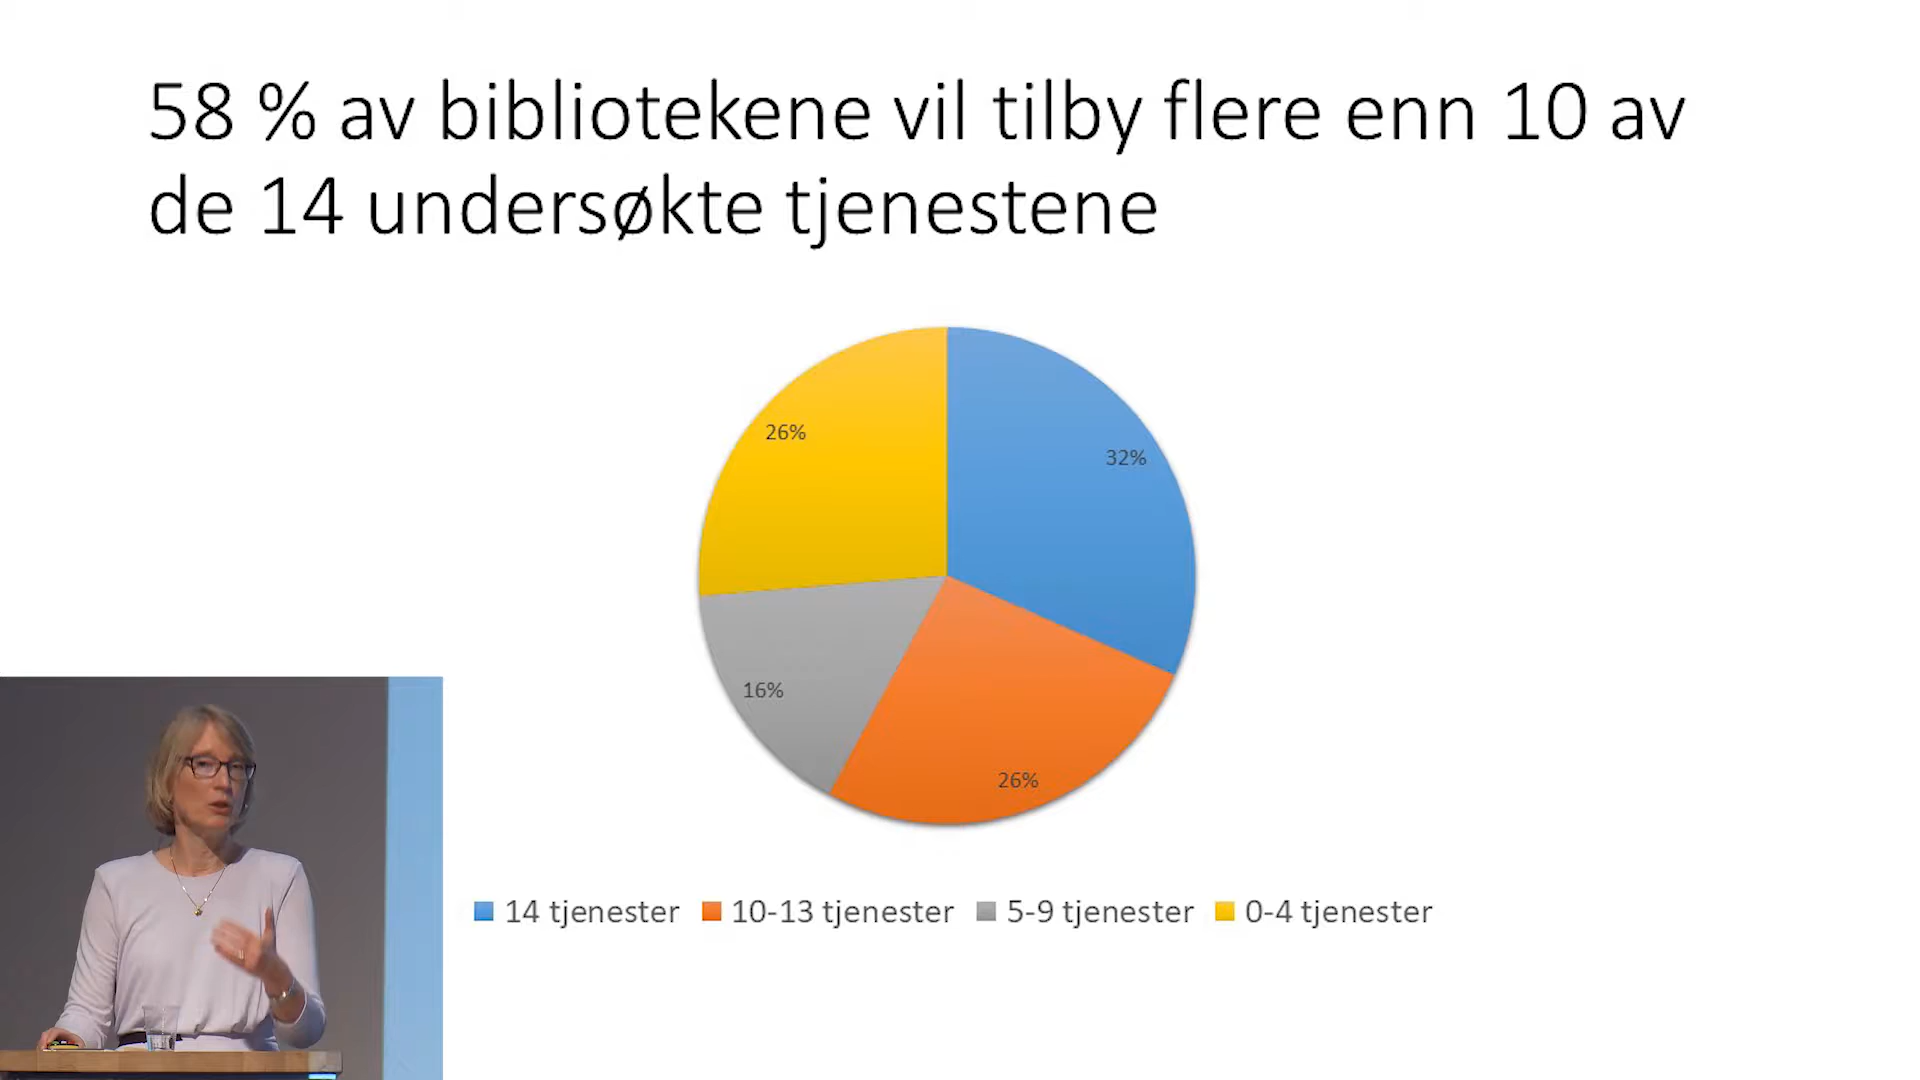 58 % av bibliotekene vil tilby flere enn 10 av
de 14 undersøkte tjenestene
26%
32%
16%
26%
14 tjenester 10-13 tjenester 5-9 tjenester 0-4 tjenester